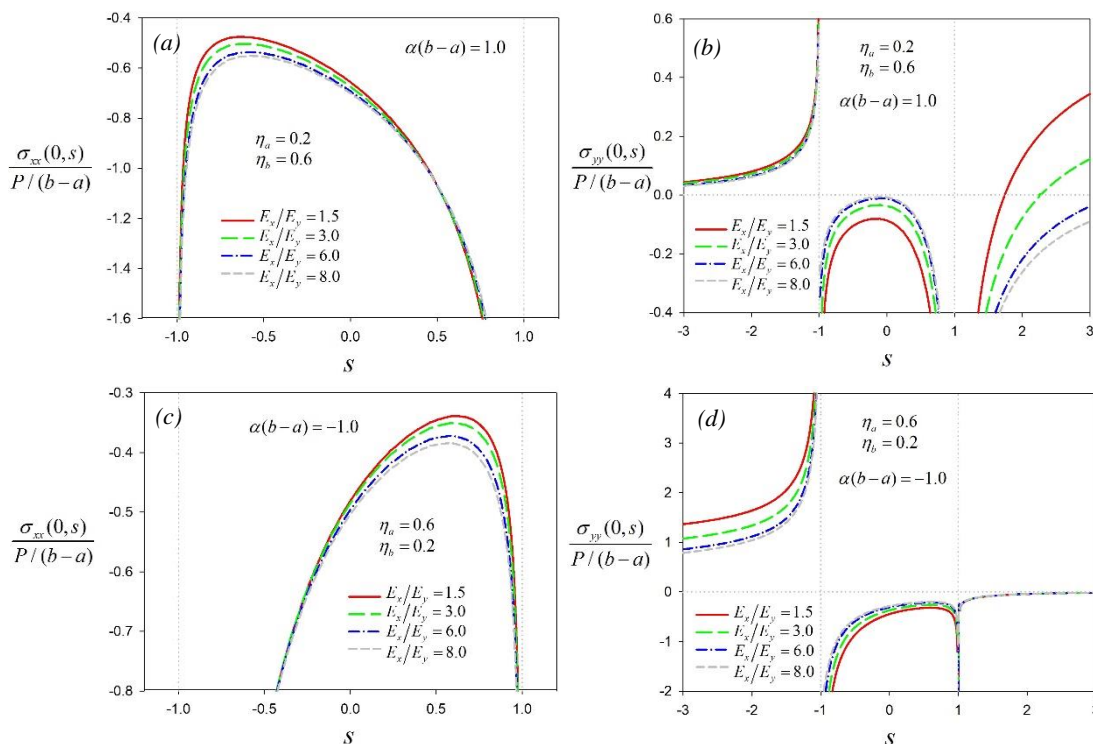 (a)
α(b−a) = 1.0
η_a = 0.2
η_b = 0.6
σ_xx(0,s)
P/(b−a)
E_x/E_y = 1.5
E_x/E_y = 3.0
E_x/E_y = 6.0
E_x/E_y = 8.0
-0.4
-0.6
-0.8
-1.0
-1.2
-1.4
-1.6
-1.0 -0.5 0.0 0.5 1.0
s
(b)
η_a = 0.2
η_b = 0.6
α(b−a) = 1.0
σ_yy(0,s)
P/(b−a)
E_x/E_y = 1.5
E_x/E_y = 3.0
E_x/E_y = 6.0
E_x/E_y = 8.0
0.6
0.4
0.2
0.0
-0.2
-0.4
-3 -2 -1 0 1 2 3
s
(c)
α(b−a) = −1.0
σ_xx(0,s)
P/(b−a)
η_a = 0.6
η_b = 0.2
E_x/E_y = 1.5
E_x/E_y = 3.0
E_x/E_y = 6.0
E_x/E_y = 8.0
-0.3
-0.4
-0.5
-0.6
-0.7
-0.8
-1.0 -0.5 0.0 0.5 1.0
s
(d)
η_a = 0.6
η_b = 0.2
α(b−a) = −1.0
σ_yy(0,s)
P/(b−a)
E_x/E_y = 1.5
E_x/E_y = 3.0
E_x/E_y = 6.0
E_x/E_y = 8.0
4
3
2
1
0
-1
-2
-3 -2 -1 0 1 2 3
s